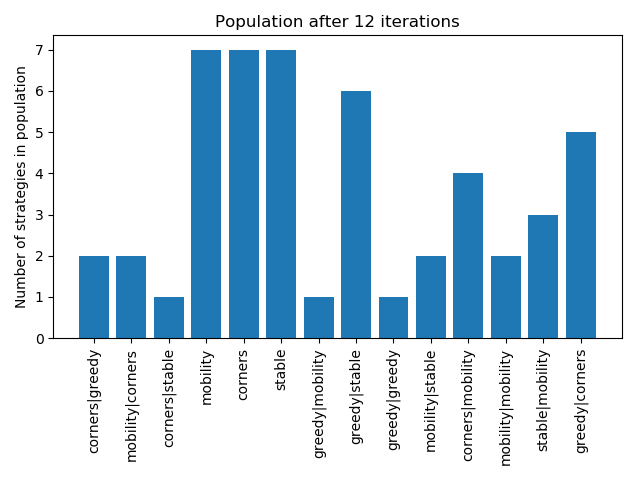 Population after 12 iterations
Number of strategies in population
7
6
5
4
3
2
1
0
corners|greedy
mobility|corners
corners|stable
mobility
corners
stable
greedy|mobility
greedy|stable
greedy|greedy
mobility|stable
corners|mobility
mobility|mobility
stable|mobility
greedy|corners